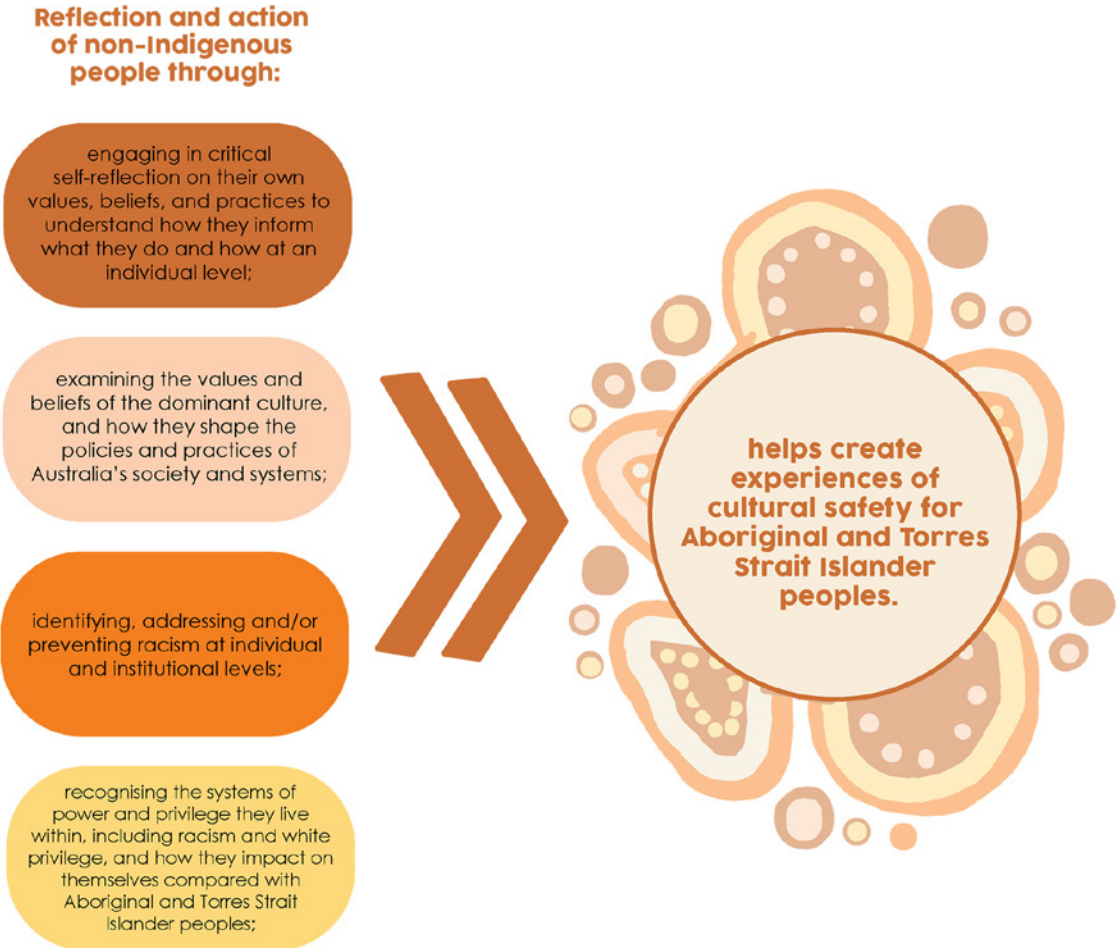 Reflection and action
of non-Indigenous
people through:
engaging in critical
self-reflection on their own
values, beliefs, and practices to
understand how they inform
what they do and how at an
individual level;
examining the values and
beliefs of the dominant culture,
and how they shape the
policies and practices of
Australia’s society and systems;
identifying, addressing and/or
preventing racism at individual
and institutional levels;
recognising the systems of
power and privilege they live
within, including racism and white
privilege, and how they impact on
themselves compared with
Aboriginal and Torres Strait
Islander peoples;
helps create
experiences of
cultural safety for
Aboriginal and Torres
Strait Islander
peoples.